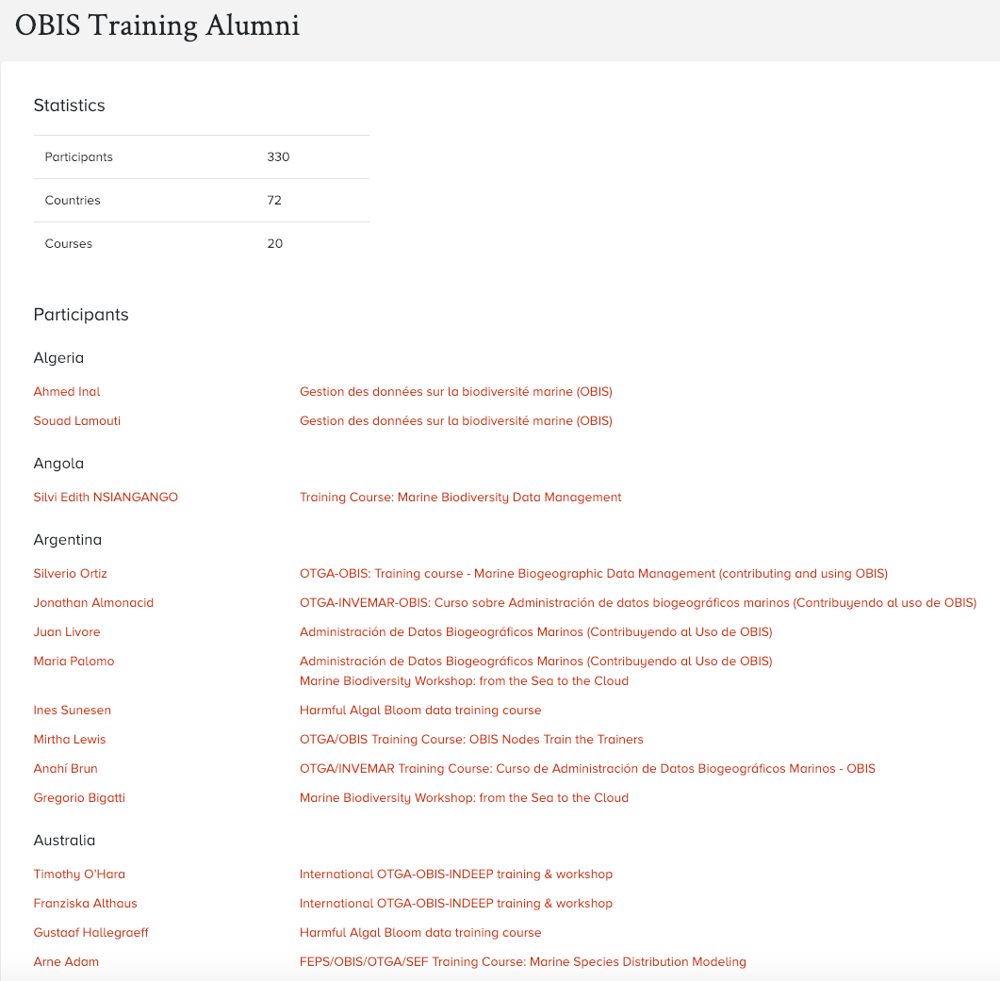 OBIS Training Alumni
Statistics
Participants 330
Countries 72
Courses 20
Participants
Algeria
Ahmed Inal Gestion des données sur la biodiversité marine (OBIS)
Souad Lamouti Gestion des données sur la biodiversité marine (OBIS)
Angola
Silvi Edith NSIANGANGO Training Course: Marine Biodiversity Data Management
Argentina
Silverio Ortiz OTGA-OBIS: Training course - Marine Biogeographic Data Management (contributing and using OBIS)
Jonathan Almonacid OTGA-INVEMAR-OBIS: Curso sobre Administración de datos biogeográficos marinos (Contribuyendo al uso de OBIS)
Juan Livore Administración de Datos Biogeográficos Marinos (Contribuyendo al Uso de OBIS)
Maria Palomo Administración de Datos Biogeográficos Marinos (Contribuyendo al Uso de OBIS)
Marine Biodiversity Workshop: from the Sea to the Cloud
Ines Sunesen Harmful Algal Bloom data training course
Mirtha Lewis OTGA/OBIS Training Course: OBIS Nodes Train the Trainers
Anahí Brun OTGA/INVEMAR Training Course: Curso de Administración de Datos Biogeográficos Marinos - OBIS
Gregorio Bigatti Marine Biodiversity Workshop: from the Sea to the Cloud
Australia
Timothy O'Hara International OTGA-OBIS-INDEEP training & workshop
Franziska Althaus International OTGA-OBIS-INDEEP training & workshop
Gustaaf Hallegraeff Harmful Algal Bloom data training course
Arne Adam FEPS/OBIS/OTGA/SEF Training Course: Marine Species Distribution Modeling